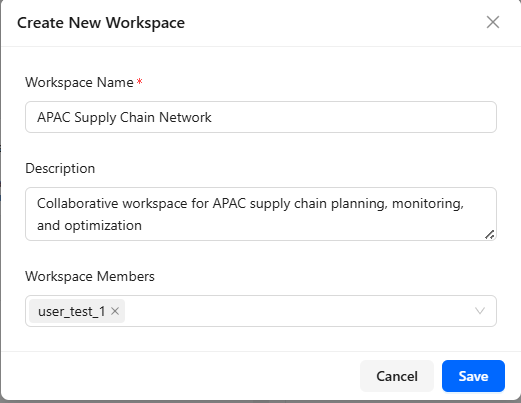 Create New Workspace
Workspace Name *
APAC Supply Chain Network
Description
Collaborative workspace for APAC supply chain planning, monitoring,
and optimization
Workspace Members
user_test_1
Cancel
Save